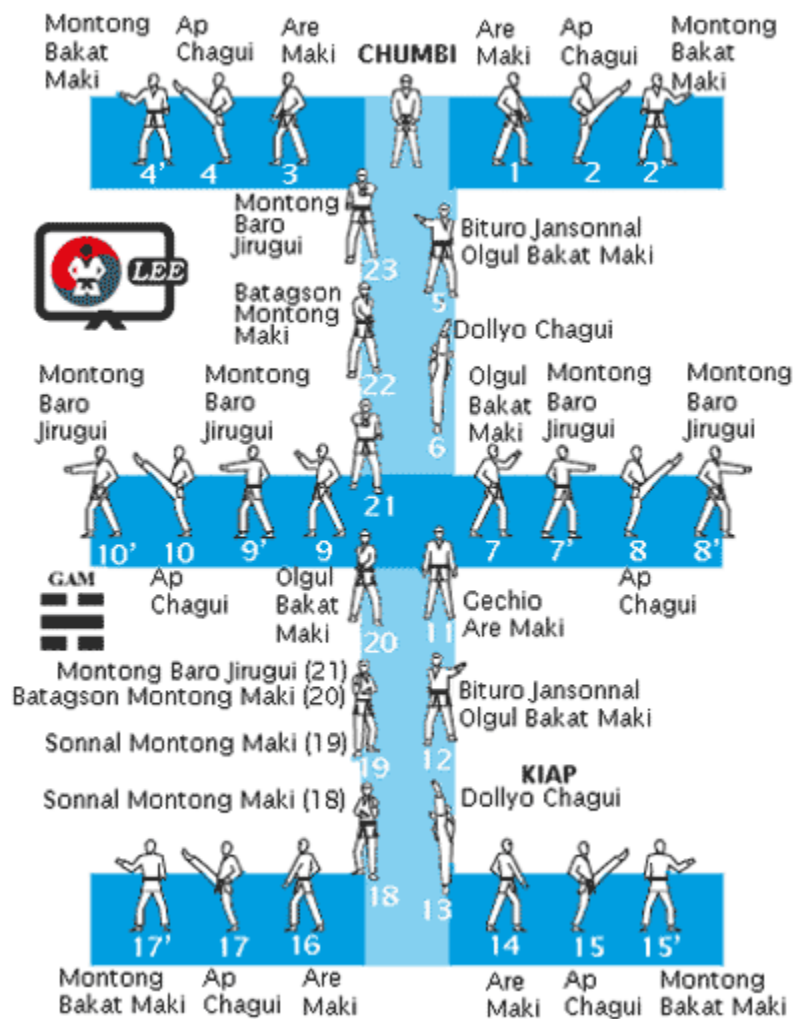 Montong
Bakat
Maki
Ap
Chagui
Are
Maki
CHUMBI
Are
Maki
Ap
Chagui
Montong
Bakat
Maki
4' 4 3 1 2 2'
Montong
Baro
Jirugui
23
Bituro Jansonnal
Olgul Bakat Maki
5
LEE
Batagson
Montong
Maki
22
Dollyo Chagui
6
Montong
Baro
Jirugui
Montong
Baro
Jirugui
Olgul
Bakat
Maki
Montong
Baro
Jirugui
Montong
Baro
Jirugui
21
10' 10 9' 9 7 7' 8 8'
Ap
Chagui
Olgul
Bakat
Maki
20
11
Gechio
Are Maki
Ap
Chagui
GAM
Montong Baro Jirugui (21)
Batagson Montong Maki (20)
Sonnal Montong Maki (19)
19
Bituro Jansonnal
Olgul Bakat Maki
12
Sonnal Montong Maki (18)
18
KIAP
Dollyo Chagui
13
17' 17 16 14 15 15'
Montong
Bakat Maki
Ap
Chagui
Are
Maki
Are
Maki
Ap
Chagui
Montong
Bakat Maki